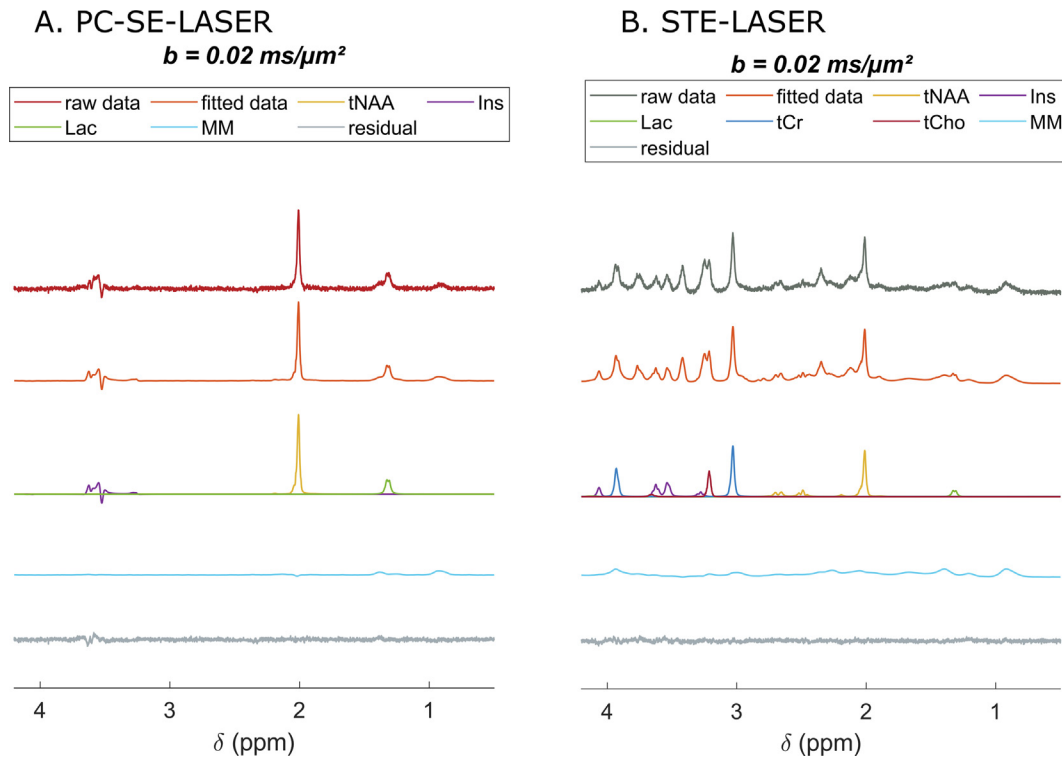 A. PC-SE-LASER
b = 0.02 ms/μm²
raw data fitted data tNAA Ins
Lac MM residual
4 3 2 1
δ (ppm)
B. STE-LASER
b = 0.02 ms/μm²
raw data fitted data tNAA Ins
Lac tCr tCho MM
residual
4 3 2 1
δ (ppm)